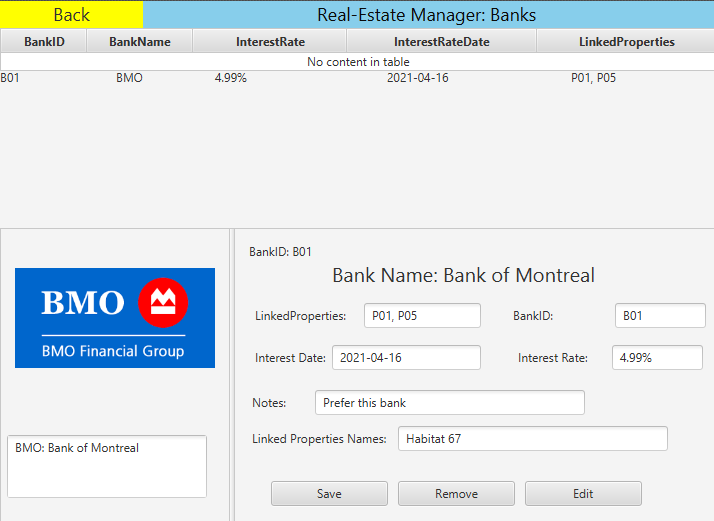 Back Real-Estate Manager: Banks
BankID BankName InterestRate InterestRateDate LinkedProperties
No content in table
B01 BMO 4.99% 2021-04-16 P01, P05
BMO
BMO Financial Group
BMO: Bank of Montreal
BankID: B01
Bank Name: Bank of Montreal
LinkedProperties: P01, P05 BankID: B01
Interest Date: 2021-04-16 Interest Rate: 4.99%
Notes: Prefer this bank
Linked Properties Names: Habitat 67
Save Remove Edit